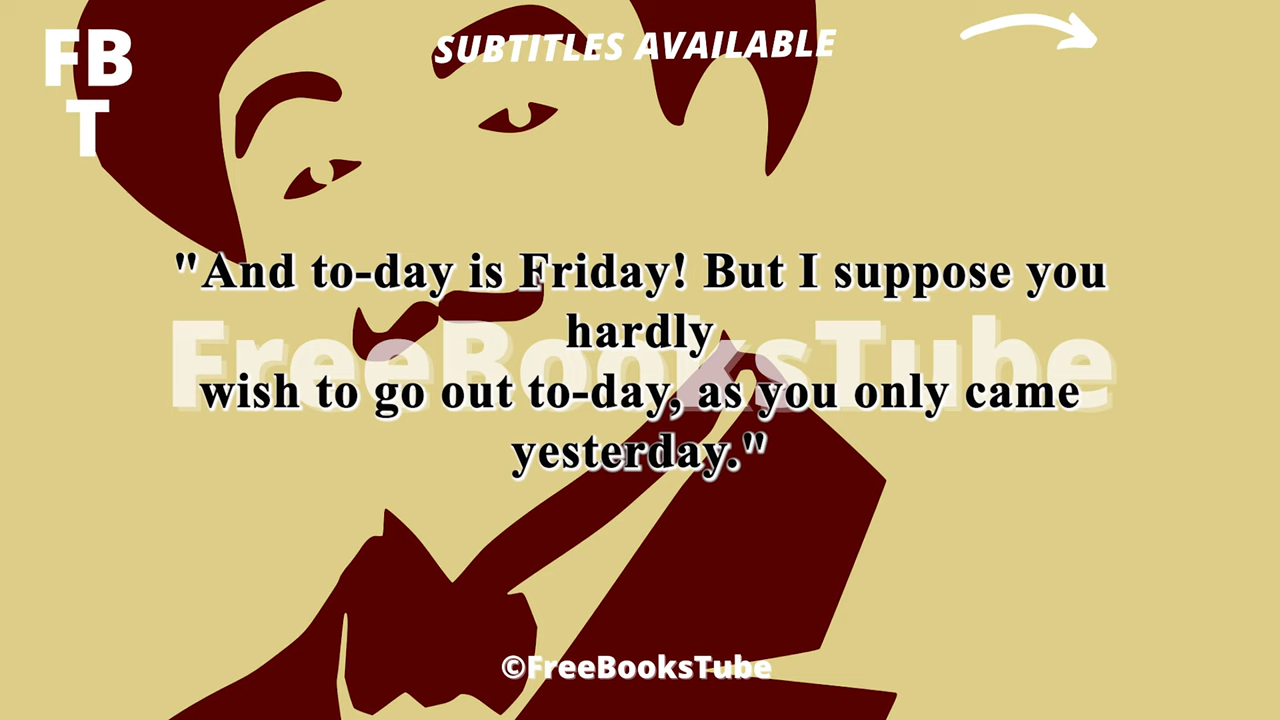 FB
T
SUBTITLES AVAILABLE
"And to-day is Friday! But I suppose you
hardly
FreeBooksTube
wish to go out to-day, as you only came
yesterday."
©FreeBooksTube